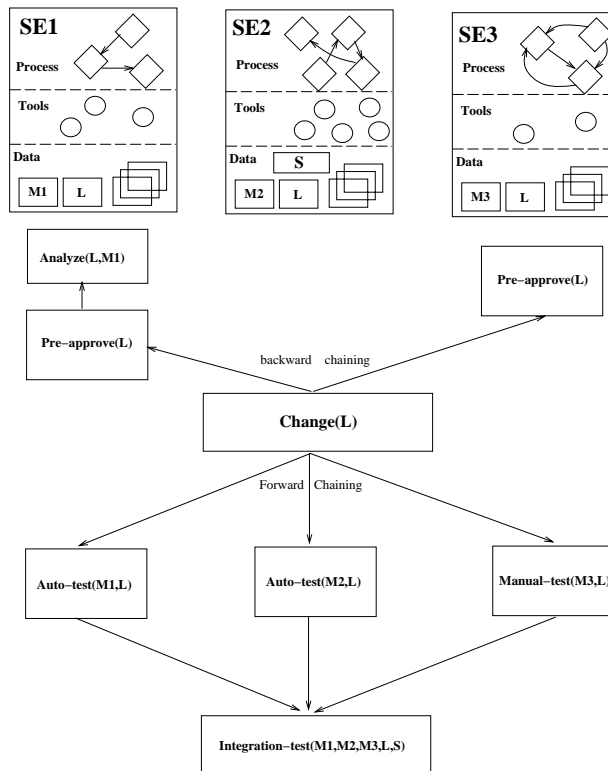 SE1
SE2
SE3
Process
Process
Process
Tools
Tools
Tools
Data
Data
Data
S
M1
L
M2
L
M3
L
Analyze(L,M1)
Pre-approve(L)
Pre-approve(L)
backward chaining
Change(L)
Forward Chaining
Auto-test(M1,L)
Auto-test(M2,L)
Manual-test(M3,L)
Integration-test(M1,M2,M3,L,S)